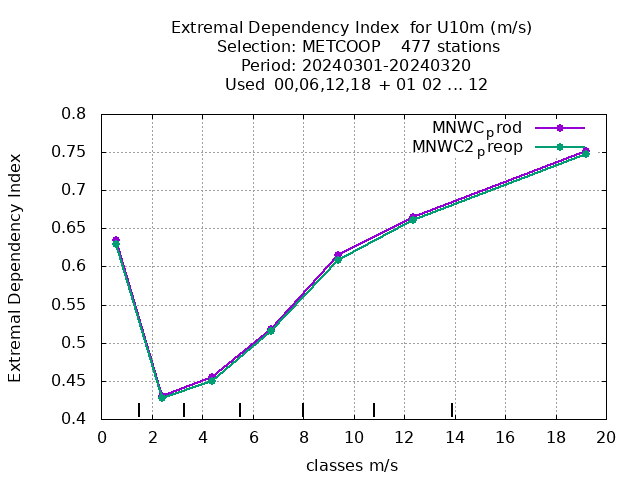 Extremal Dependency Index  for U10m (m/s)
Selection: METCOOP    477 stations
Period: 20240301-20240320
Used  00,06,12,18 + 01 02 ... 12
MNWCprod
MNWC2preop
Extremal Dependency Index
0.8
0.75
0.7
0.65
0.6
0.55
0.5
0.45
0.4
0 2 4 6 8 10 12 14 16 18 20
classes m/s